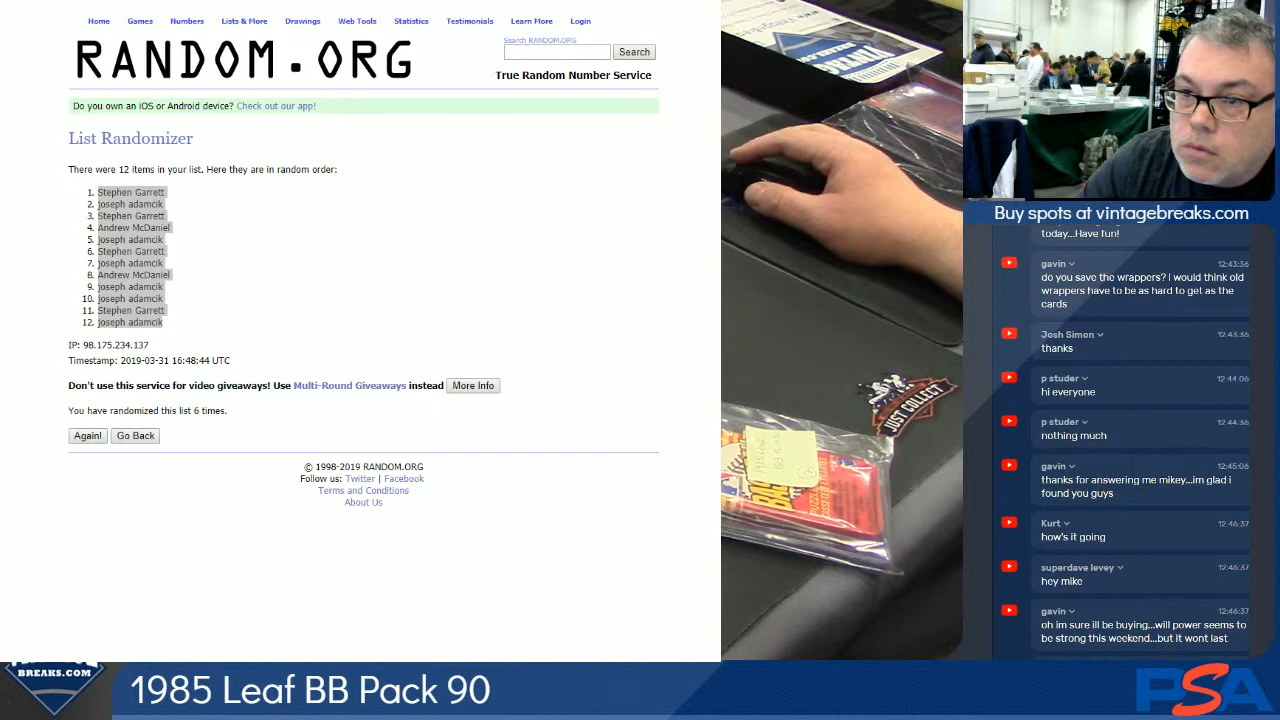 Home Games Numbers Lists & More Drawings Web Tools Statistics Testimonials Learn More Login
RANDOM.ORG
Search RANDOM.ORG
Search
True Random Number Service
Do you own an iOS or Android device? Check out our app!
List Randomizer
There were 12 items in your list. Here they are in random order:
1. Stephen Garrett
2. joseph adamcik
3. Stephen Garrett
4. Andrew McDaniel
5. joseph adamcik
6. Stephen Garrett
7. joseph adamcik
8. Andrew McDaniel
9. joseph adamcik
10. joseph adamcik
11. Stephen Garrett
12. joseph adamcik
IP: 98.175.234.137
Timestamp: 2019-03-31 16:48:44 UTC
Don't use this service for video giveaways! Use Multi-Round Giveaways instead More Info
You have randomized this list 6 times.
Again! Go Back
© 1998-2019 RANDOM.ORG
Follow us: Twitter | Facebook
Terms and Conditions
About Us
JUST COLLECT
Buy spots at vintagebreaks.com
today...Have fun!
gavin 12:43:36
do you save the wrappers? I would think old
wrappers have to be as hard to get as the
cards
Josh Simon 12:43:36
thanks
p studer 12:44:06
hi everyone
p studer 12:44:36
nothing much
gavin 12:45:06
thanks for answering me mikey...im glad i
found you guys
Kurt 12:46:37
how's it going
superdave levey 12:46:37
hey mike
gavin 12:46:37
oh im sure ill be buying...will power seems to
be strong this weekend...but it wont last
BREAKS.COM
1985 Leaf BB Pack 90
PSA